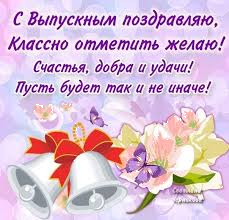 С Выпускным поздравляю,
Классно отметить желаю!
Счастья, добра и удачи!
Пусть будет так и не иначе!